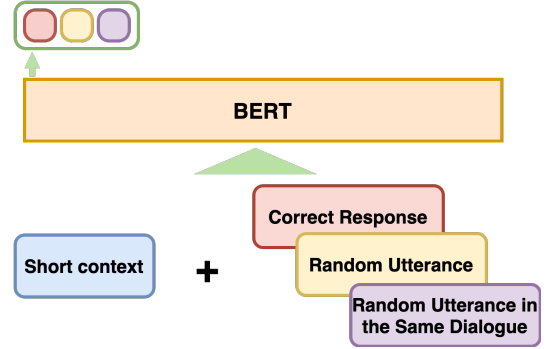 BERT
Correct Response
Short context
+
Random Utterance
Random Utterance in
the Same Dialogue